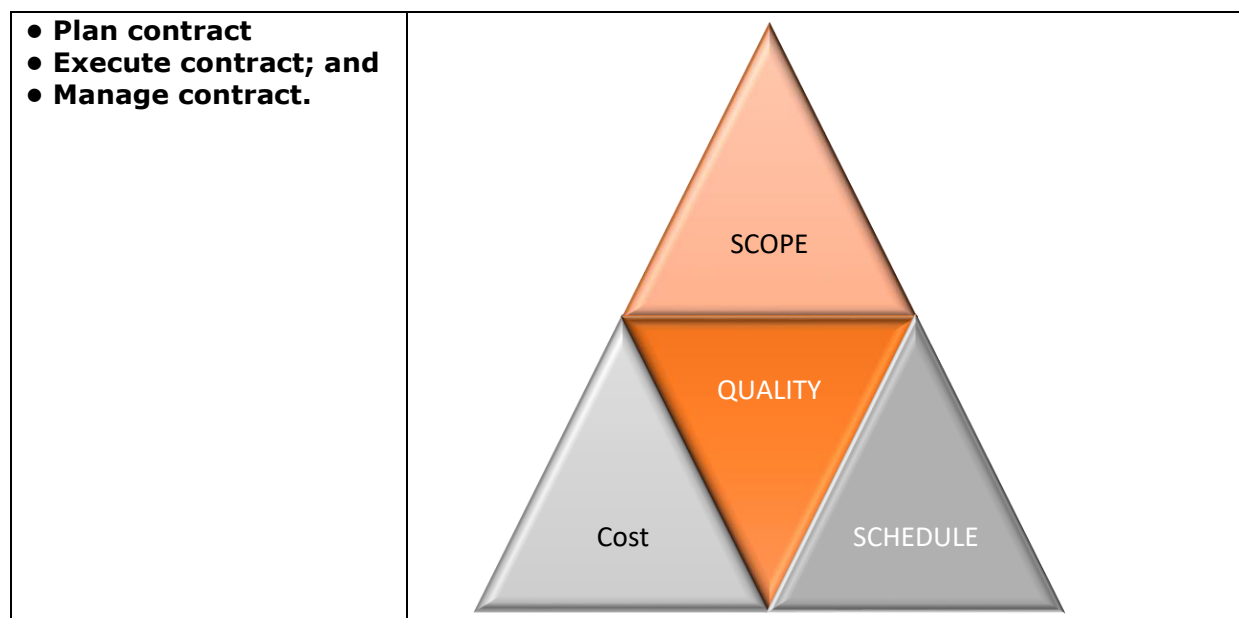 ● Plan contract
● Execute contract; and
● Manage contract.
SCOPE
QUALITY
Cost
SCHEDULE